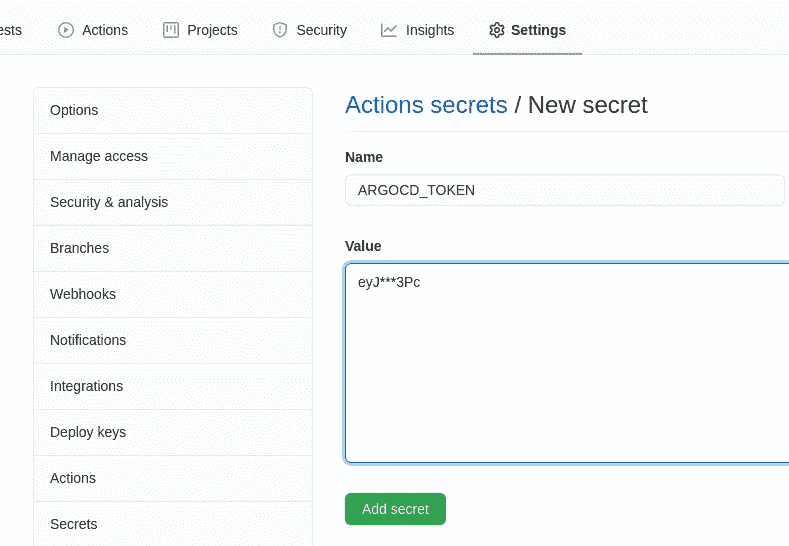 ests Actions Projects Security Insights Settings
Options
Manage access
Security & analysis
Branches
Webhooks
Notifications
Integrations
Deploy keys
Actions
Secrets
Actions secrets / New secret
Name
ARGOCD_TOKEN
Value
eyJ***3Pc
Add secret